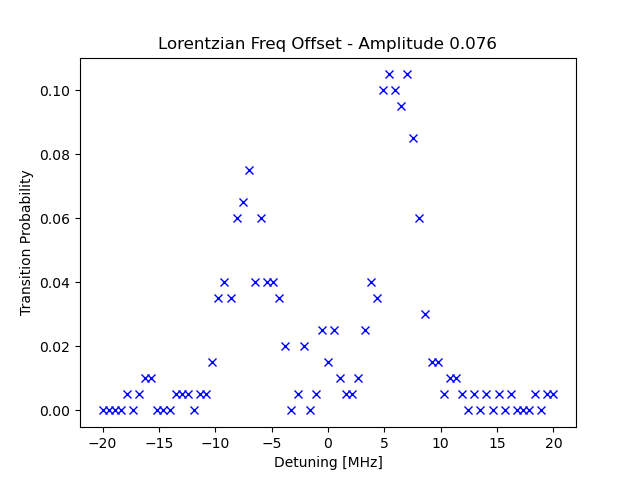 Lorentzian Freq Offset - Amplitude 0.076
Transition Probability
0.10
0.08
0.06
0.04
0.02
0.00
−20 −15 −10 −5 0 5 10 15 20
Detuning [MHz]